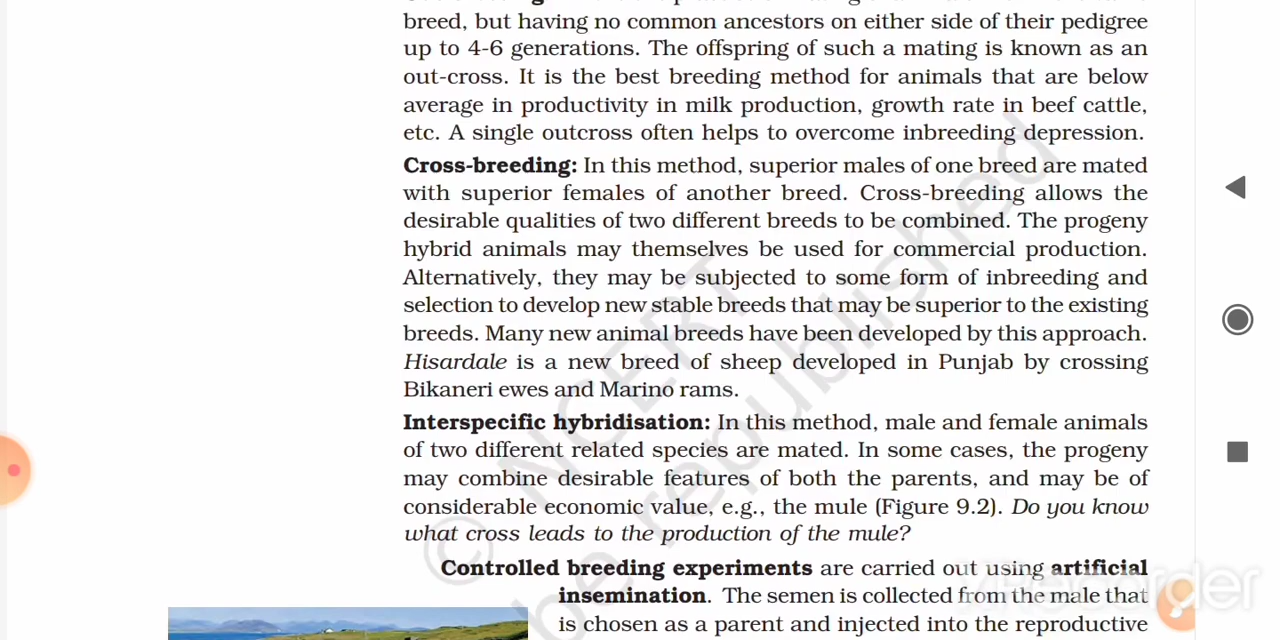 breed, but having no common ancestors on either side of their pedigree
up to 4-6 generations. The offspring of such a mating is known as an
out-cross. It is the best breeding method for animals that are below
average in productivity in milk production, growth rate in beef cattle,
etc. A single outcross often helps to overcome inbreeding depression.
Cross-breeding: In this method, superior males of one breed are mated
with superior females of another breed. Cross-breeding allows the
desirable qualities of two different breeds to be combined. The progeny
hybrid animals may themselves be used for commercial production.
Alternatively, they may be subjected to some form of inbreeding and
selection to develop new stable breeds that may be superior to the existing
breeds. Many new animal breeds have been developed by this approach.
Hisardale is a new breed of sheep developed in Punjab by crossing
Bikaneri ewes and Marino rams.
Interspecific hybridisation: In this method, male and female animals
of two different related species are mated. In some cases, the progeny
may combine desirable features of both the parents, and may be of
considerable economic value, e.g., the mule (Figure 9.2). Do you know
what cross leads to the production of the mule?
Controlled breeding experiments are carried out using artificial
insemination. The semen is collected from the male that
is chosen as a parent and injected into the reproductive
© NCERT
be republished
Recorder